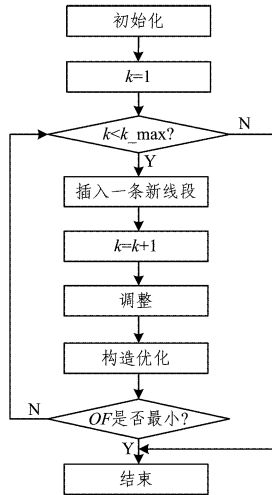 初始化
k=1
k<k_max?
N
Y
插入一条新线段
k=k+1
调整
构造优化
N
OF是否最小?
Y
结束